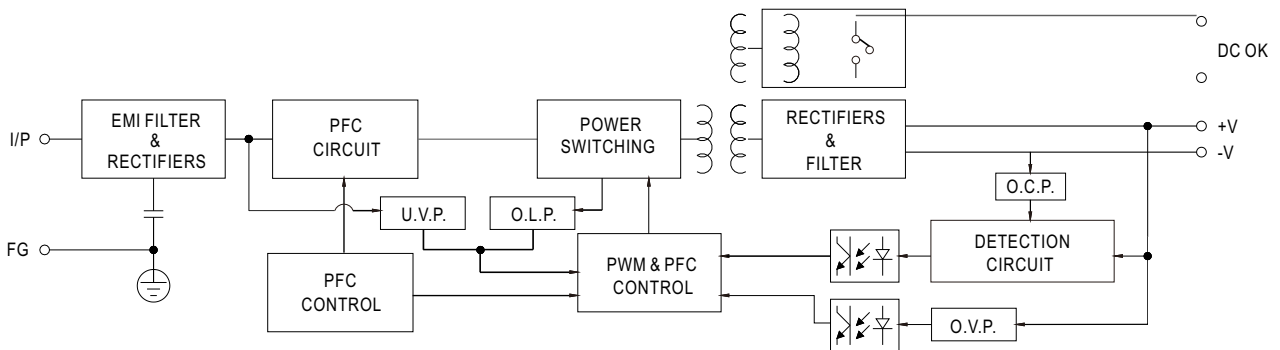 DC OK
I/P
EMI FILTER
&
RECTIFIERS
PFC
CIRCUIT
POWER
SWITCHING
RECTIFIERS
&
FILTER
+V
-V
O.C.P.
U.V.P.
O.L.P.
FG
PFC
CONTROL
PWM & PFC
CONTROL
DETECTION
CIRCUIT
O.V.P.